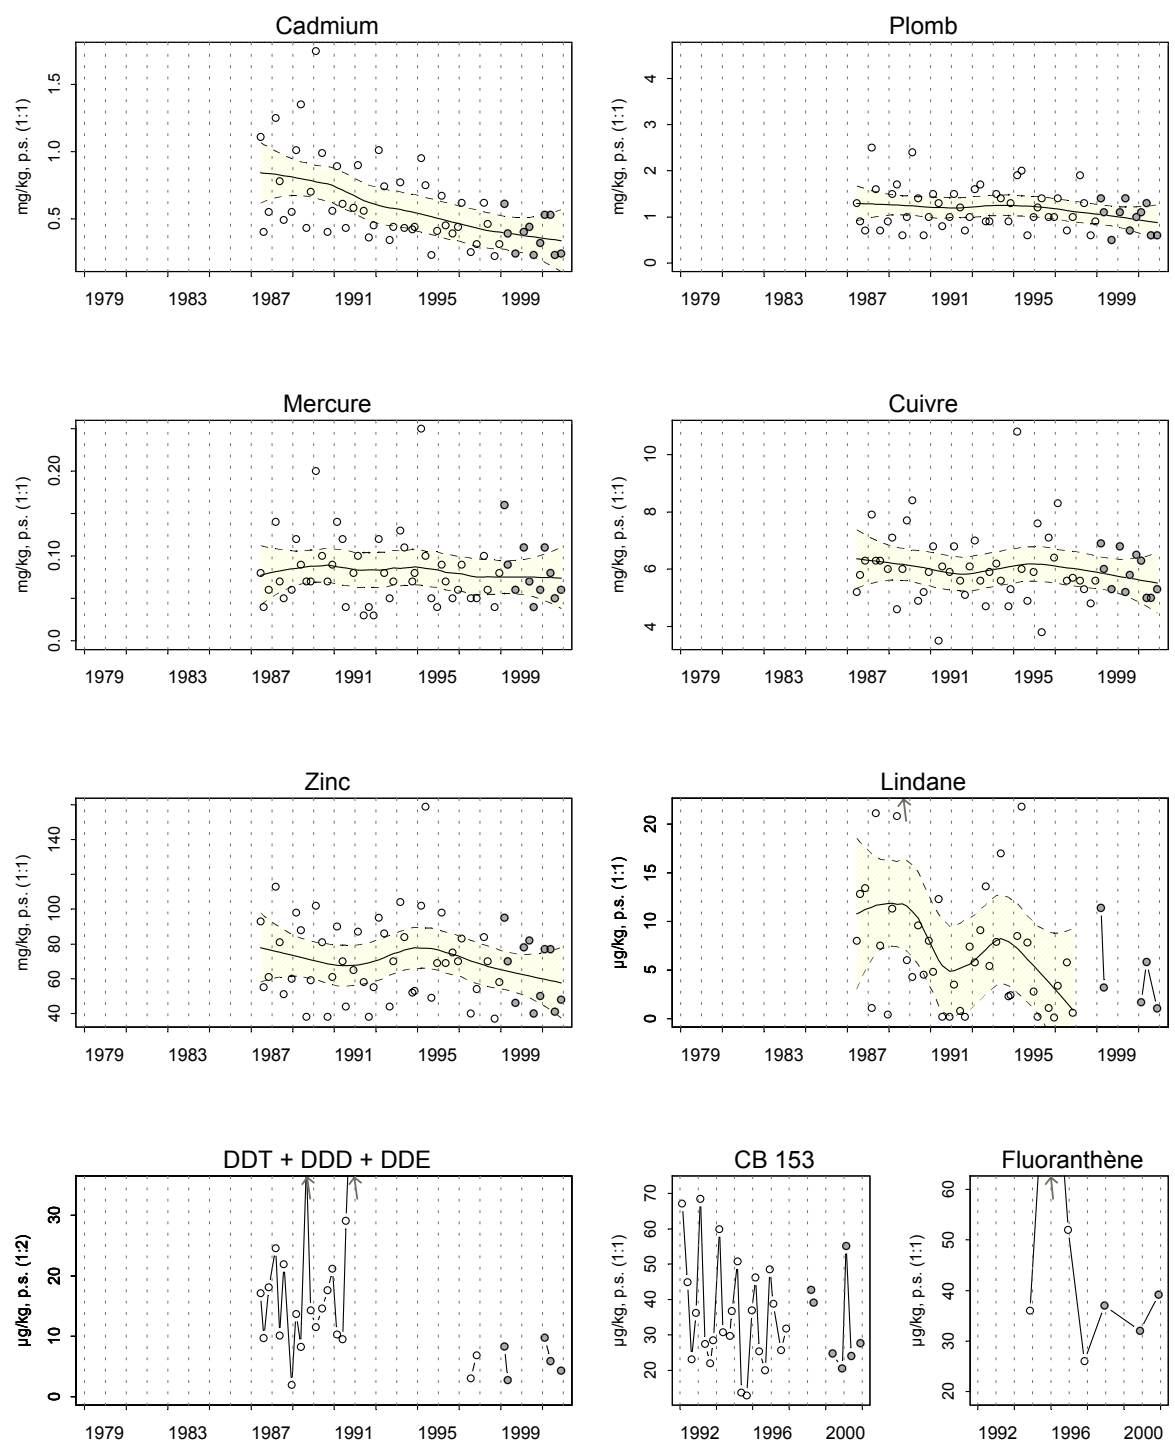 Cadmium
mg/kg, p.s. (1:1)
0.5 1.0 1.5
1979 1983 1987 1991 1995 1999
Plomb
mg/kg, p.s. (1:1)
0 1 2 3 4
1979 1983 1987 1991 1995 1999
Mercure
mg/kg, p.s. (1:1)
0.0 0.10 0.20
1979 1983 1987 1991 1995 1999
Cuivre
mg/kg, p.s. (1:1)
4 6 8 10
1979 1983 1987 1991 1995 1999
Zinc
mg/kg, p.s. (1:1)
40 60 80 100 140
1979 1983 1987 1991 1995 1999
Lindane
µg/kg, p.s. (1:1)
0 5 10 15 20
1979 1983 1987 1991 1995 1999
DDT + DDD + DDE
µg/kg, p.s. (1:2)
0 10 20 30
1979 1983 1987 1991 1995 1999
CB 153
µg/kg, p.s. (1:1)
20 30 40 50 60 70
1992 1996 2000
Fluoranthène
µg/kg, p.s. (1:1)
20 30 40 50 60
1992 1996 2000